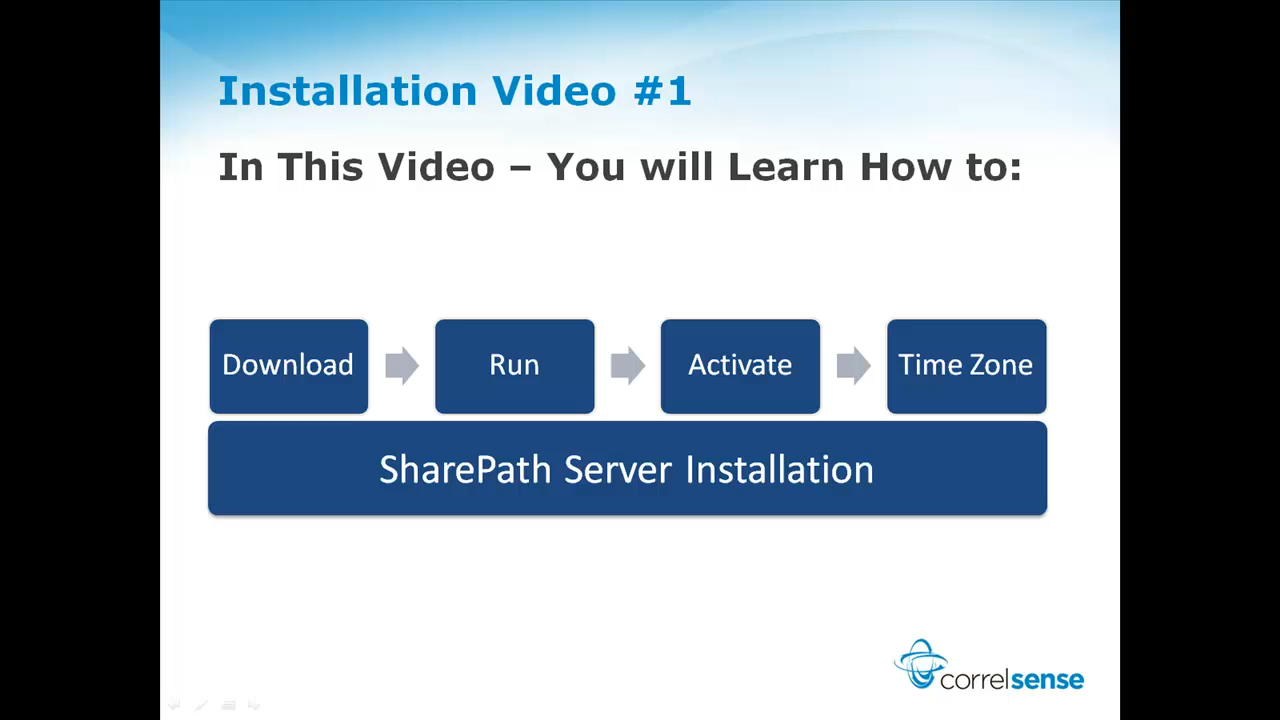 Installation Video #1
In This Video – You will Learn How to:
Download
Run
Activate
Time Zone
SharePath Server Installation
correlsense